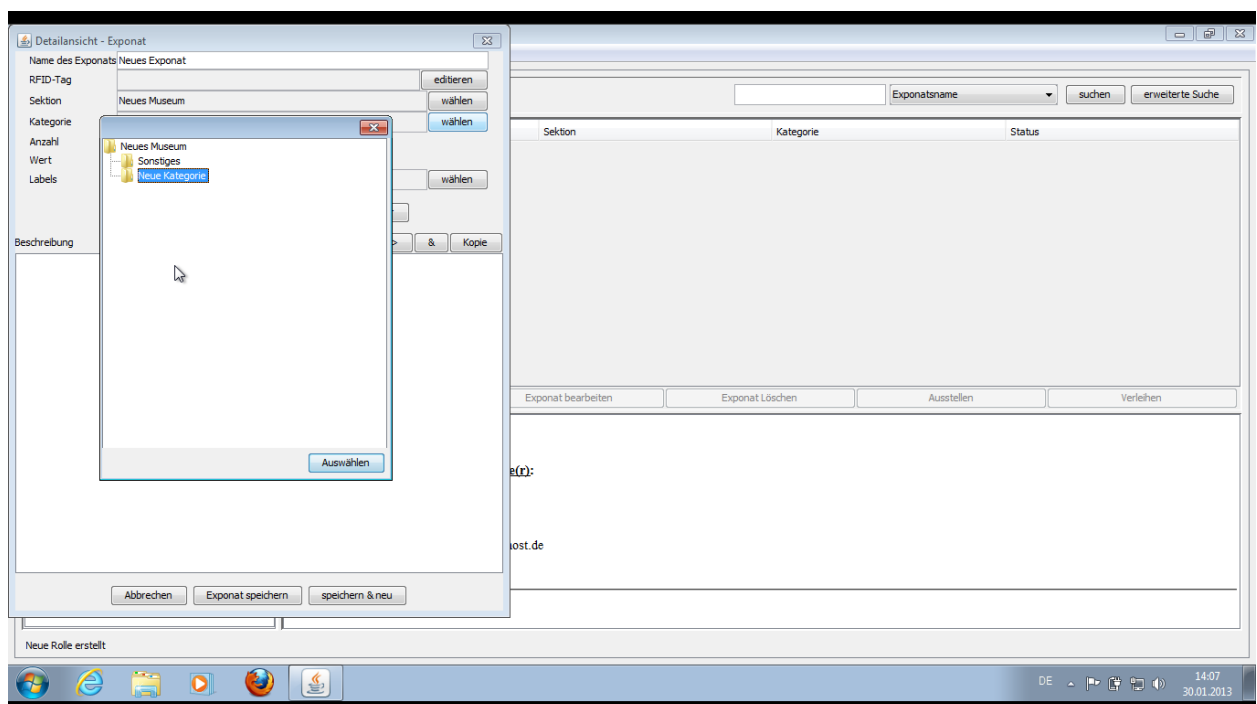 Detailansicht - Exponat
Name des Exponats Neues Exponat
RFID-Tag editieren
Sektion Neues Museum wählen
Kategorie wählen
Anzahl
Wert
Labels wählen
Beschreibung > & Kopie
Neues Museum
Sonstiges
Neue Kategorie
Auswählen
Abbrechen Exponat speichern speichern & neu
Exponatsname suchen erweiterte Suche
Sektion Kategorie Status
Exponat bearbeiten Exponat Löschen Ausstellen Verleihen
e(r):
ost.de
Neue Rolle erstellt
DE 14:07
30.01.2013